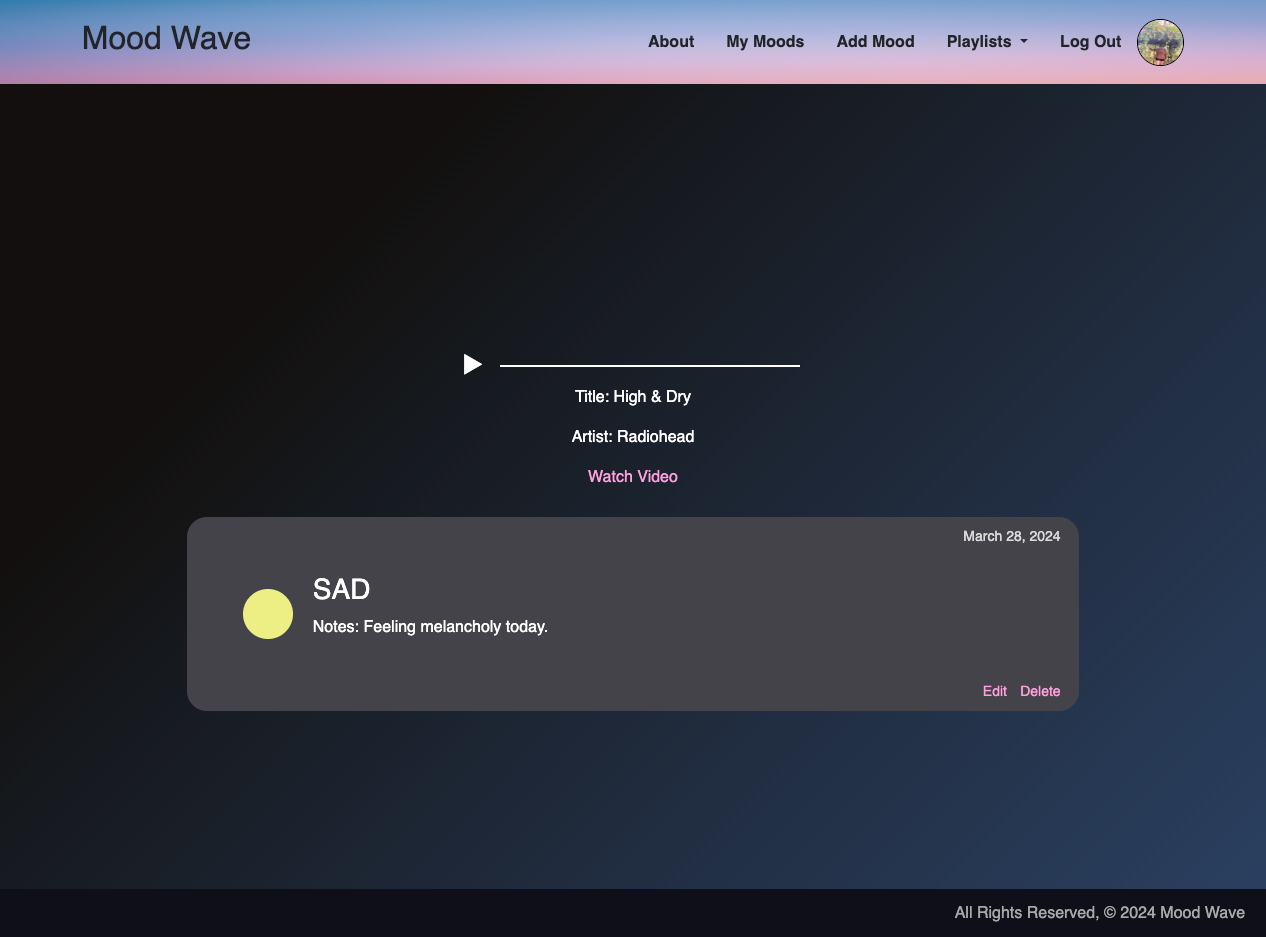 Mood Wave
About
My Moods
Add Mood
Playlists
Log Out
Title: High & Dry
Artist: Radiohead
Watch Video
March 28, 2024
SAD
Notes: Feeling melancholy today.
Edit
Delete
All Rights Reserved, © 2024 Mood Wave